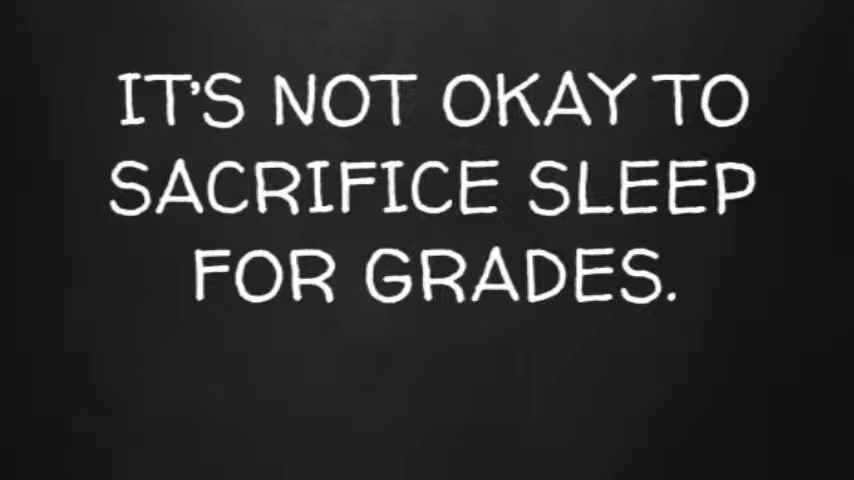 IT'S NOT OKAY TO
SACRIFICE SLEEP
FOR GRADES.